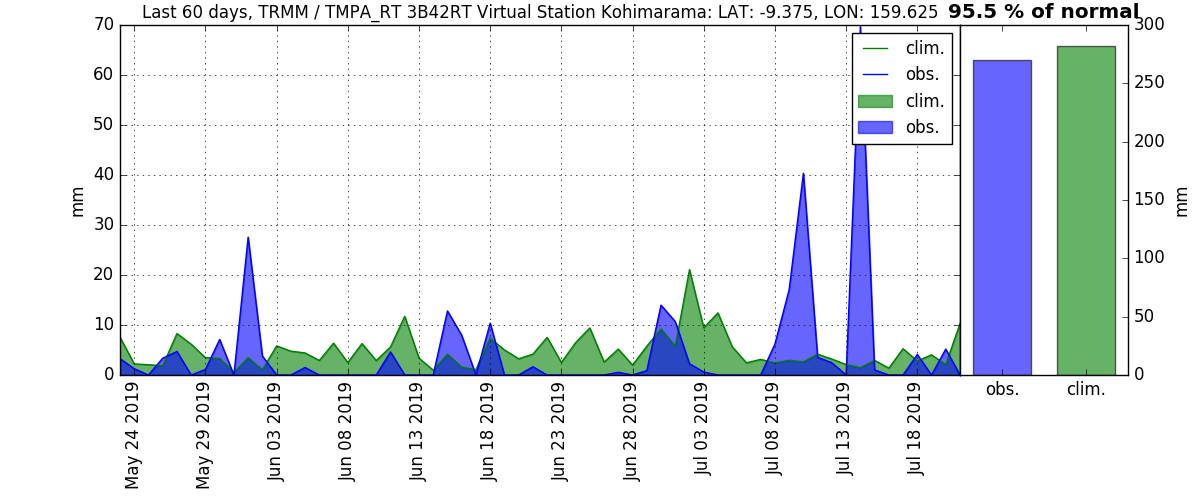 Last 60 days, TRMM / TMPA_RT 3B42RT Virtual Station Kohimarama: LAT: -9.375, LON: 159.625 95.5 % of normal
70
60
50
40
30
20
10
0
mm
clim.
obs.
clim.
obs.
May 24 2019
May 29 2019
Jun 03 2019
Jun 08 2019
Jun 13 2019
Jun 18 2019
Jun 23 2019
Jun 28 2019
Jul 03 2019
Jul 08 2019
Jul 13 2019
Jul 18 2019
300
250
200
150
100
50
0
mm
obs.
clim.